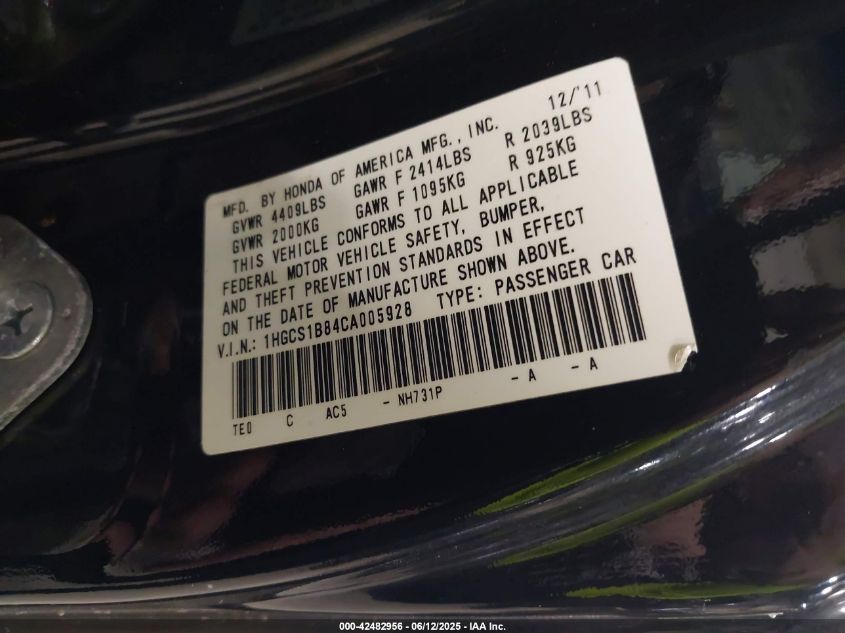 12/'11
MFD. BY HONDA OF AMERICA MFG., INC.
GVWR 4409LBS GAWR F 2414LBS R 2039LBS
GVWR 2000KG GAWR F 1095KG R 925KG
THIS VEHICLE CONFORMS TO ALL APPLICABLE
FEDERAL MOTOR VEHICLE SAFETY, BUMPER,
AND THEFT PREVENTION STANDARDS IN EFFECT
ON THE DATE OF MANUFACTURE SHOWN ABOVE.
V.I.N.: 1HGCS1B84CA005928 TYPE: PASSENGER CAR
TE0 C AC5 - NH731P - A - A
000-42482956 - 06/12/2025 - IAA Inc.